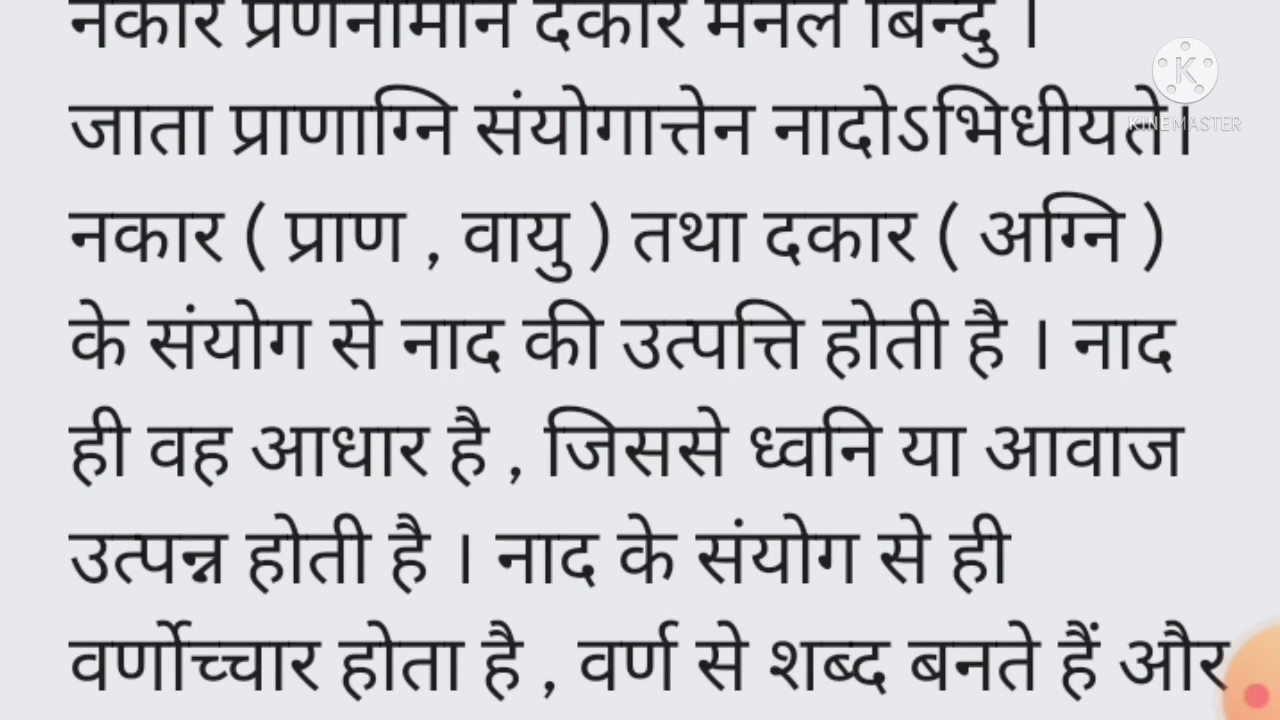 नकार प्रणनामान दकार मनल बिन्दु ।
जाता प्राणाग्नि संयोगात्तेन नादोऽभिधीयते।
नकार ( प्राण , वायु ) तथा दकार ( अग्नि )
के संयोग से नाद की उत्पत्ति होती है । नाद
ही वह आधार है , जिससे ध्वनि या आवाज
उत्पन्न होती है । नाद के संयोग से ही
वर्णोच्चार होता है , वर्ण से शब्द बनते हैं और
K
KINEMASTER